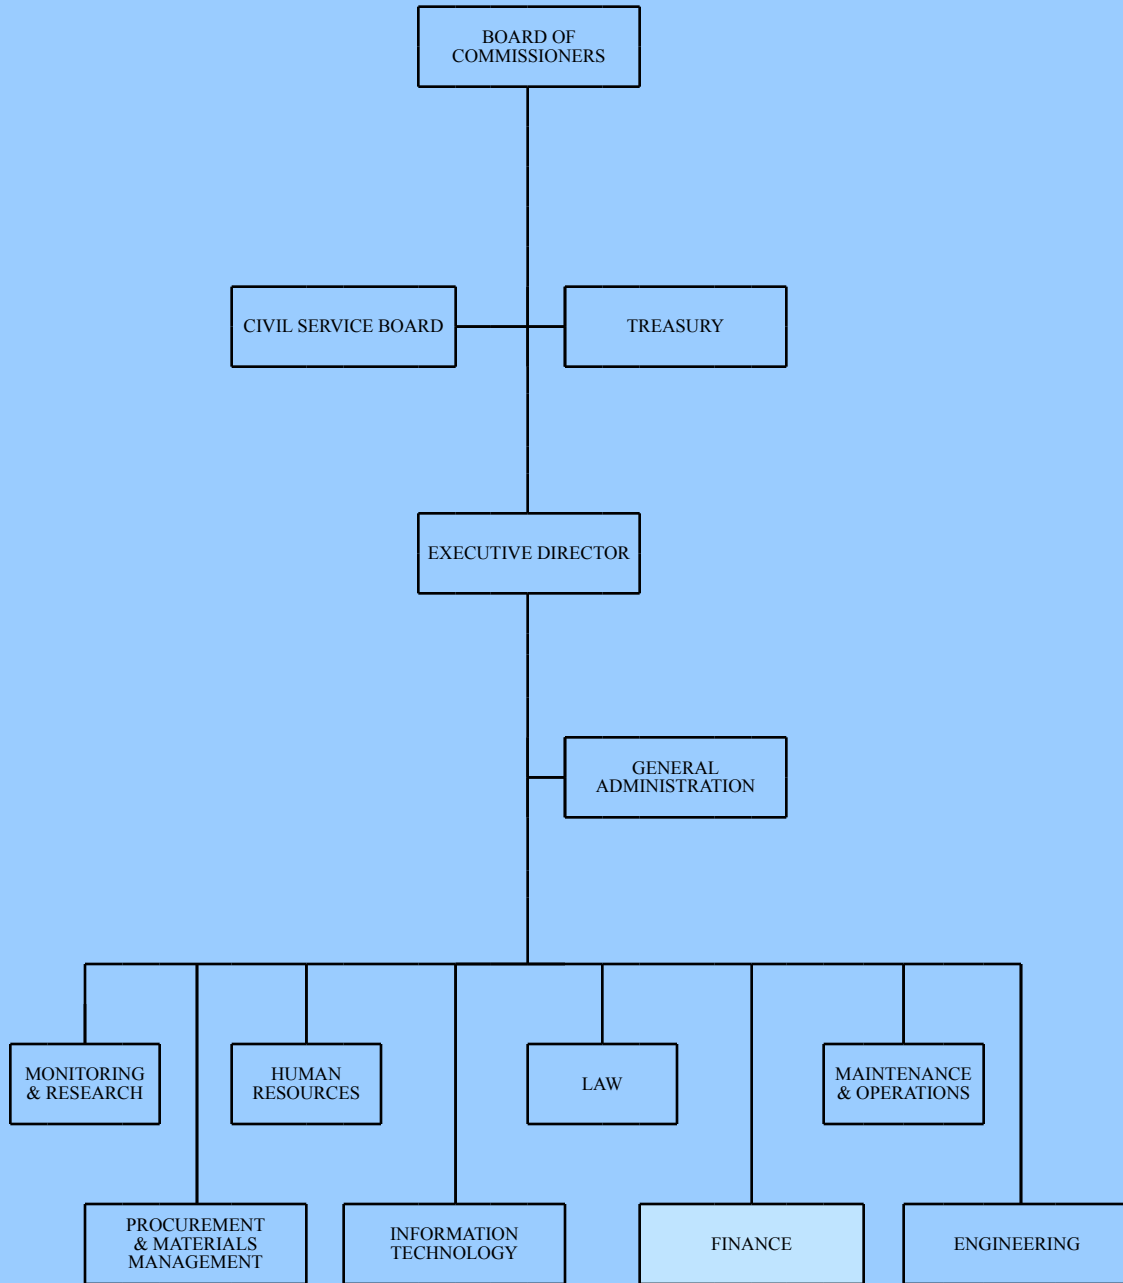 BOARD OF
COMMISSIONERS
CIVIL SERVICE BOARD
TREASURY
EXECUTIVE DIRECTOR
GENERAL
ADMINISTRATION
MONITORING
& RESEARCH
HUMAN
RESOURCES
LAW
MAINTENANCE
& OPERATIONS
PROCUREMENT
& MATERIALS
MANAGEMENT
INFORMATION
TECHNOLOGY
FINANCE
ENGINEERING